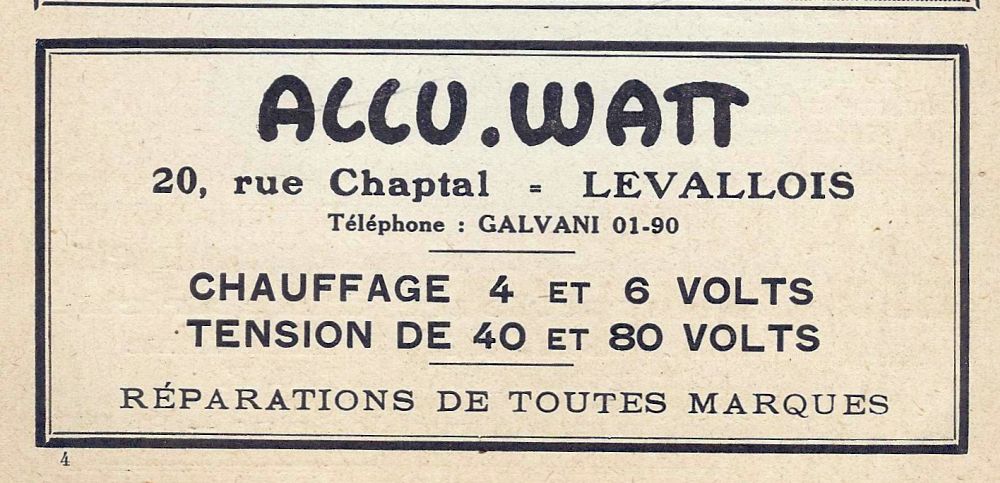 ACCU.WATT
20, rue Chaptal = LEVALLOIS
Téléphone : GALVANI 01-90
CHAUFFAGE 4 ET 6 VOLTS
TENSION DE 40 ET 80 VOLTS
RÉPARATIONS DE TOUTES MARQUES
4